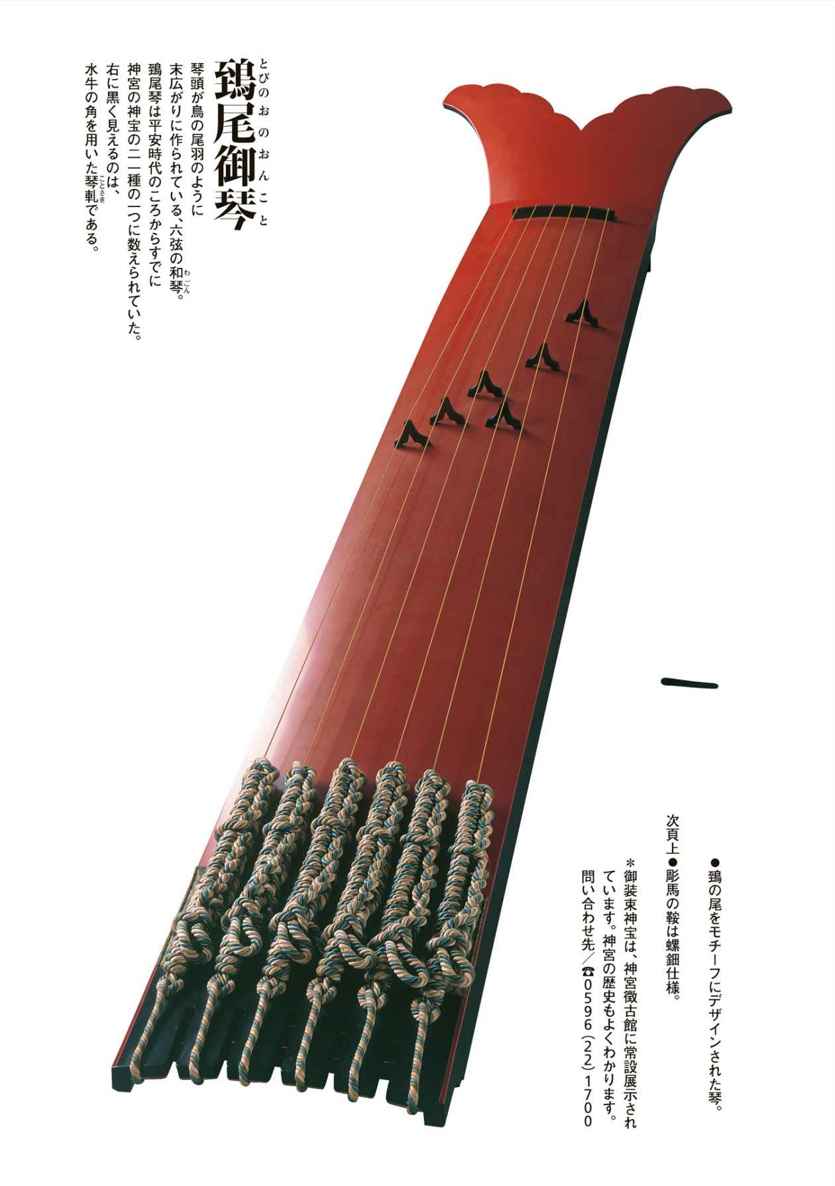 鵄尾御琴
とびのおのおんこと
琴頭が鳥の尾羽のように
末広がりに作られている、六弦の和琴。
わごん
鵄尾琴は平安時代のころからすでに
神宮の神宝の二一種の一つに数えられていた。
右に黒く見えるのは、
水牛の角を用いた琴軋である。
ことさき
●鵄の尾をモチーフにデザインされた琴。
次頁上●彫馬の鞍は螺鈿仕様。
＊御装束神宝は、神宮徴古館に常設展示され
ています。神宮の歴史もよくわかります。
問い合わせ先／☎0596(22)1700